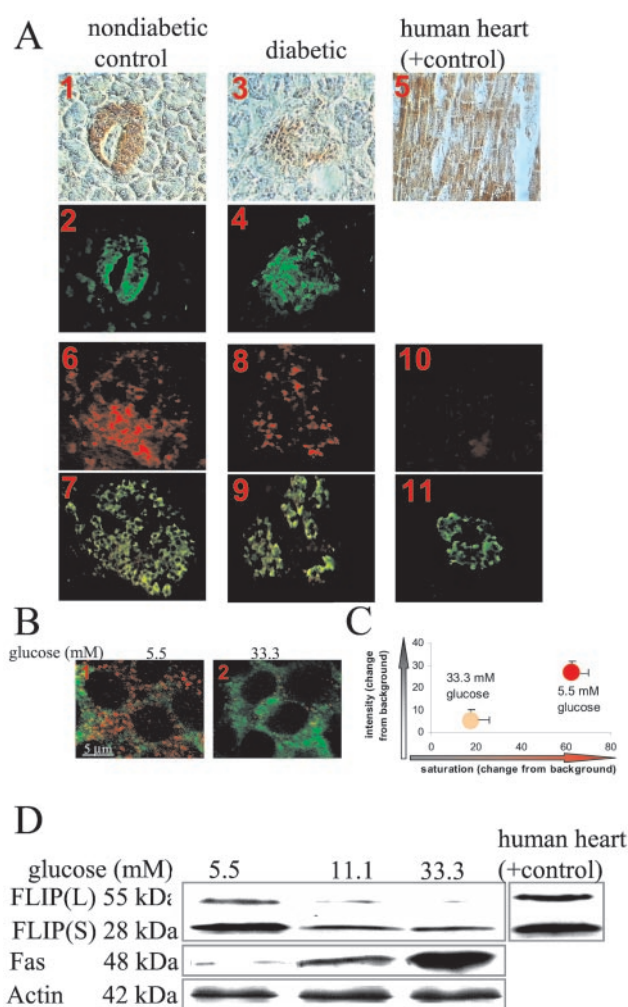 A
nondiabetic control
diabetic
human heart (+control)
1
3
5
2
4
6
8
10
7
9
11
B
glucose (mM) 5.5 33.3
1
2
5 µm
C
intensity (change from background)
40
30
20
10
0
33.3 mM glucose
5.5 mM glucose
0 20 40 60 80
saturation (change from background)
D
human heart (+control)
glucose (mM) 5.5 11.1 33.3
FLIP(L) 55 kDa
FLIP(S) 28 kDa
Fas 48 kDa
Actin 42 kDa